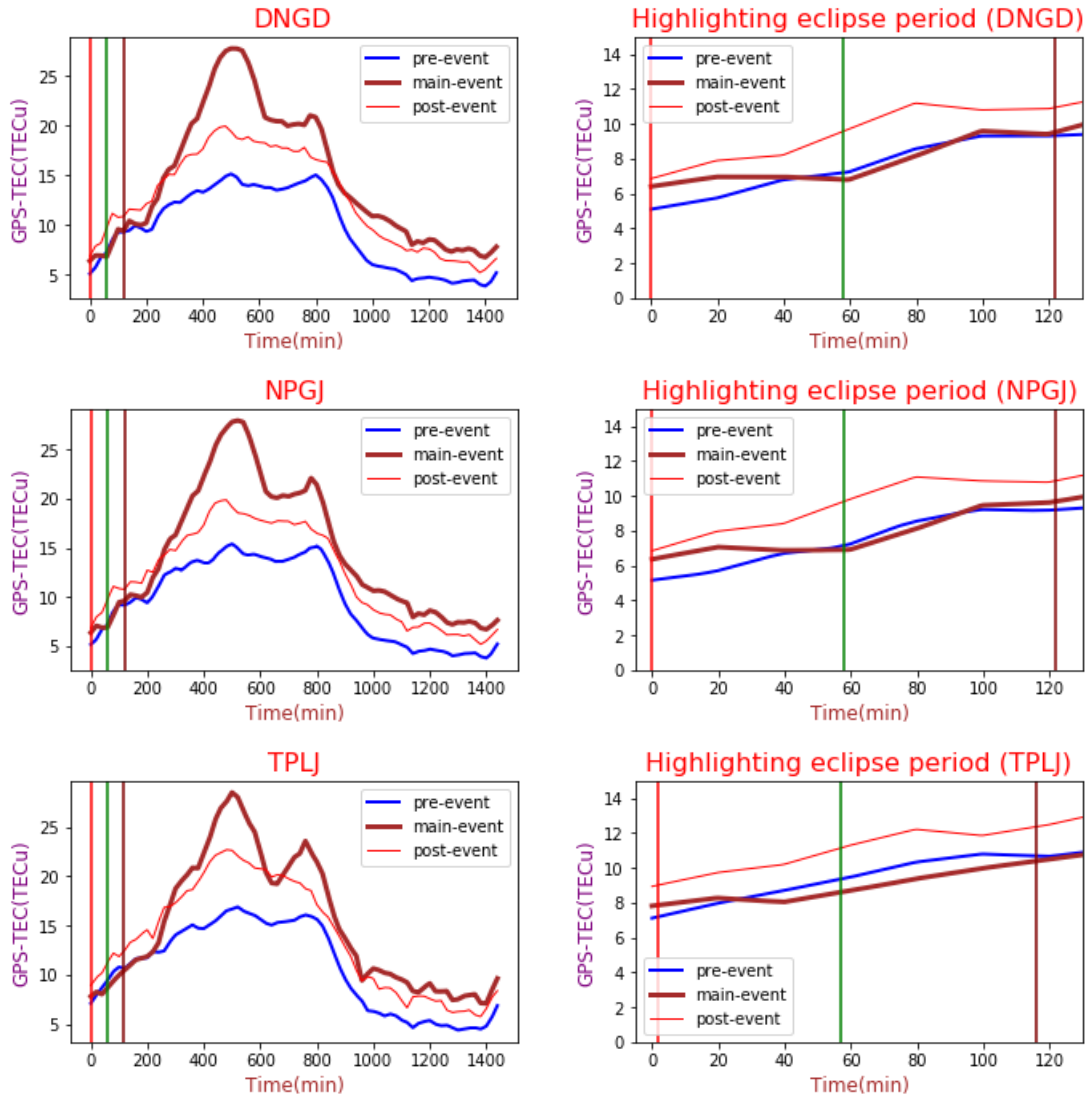 DNGD
GPS-TEC(TECu)
25
20
15
10
5
pre-event
main-event
post-event
0 200 400 600 800 1000 1200 1400
Time(min)
Highlighting eclipse period (DNGD)
GPS-TEC(TECu)
14
12
10
8
6
4
2
0
pre-event
main-event
post-event
0 20 40 60 80 100 120
Time(min)
NPGJ
GPS-TEC(TECu)
25
20
15
10
5
pre-event
main-event
post-event
0 200 400 600 800 1000 1200 1400
Time(min)
Highlighting eclipse period (NPGJ)
GPS-TEC(TECu)
14
12
10
8
6
4
2
0
pre-event
main-event
post-event
0 20 40 60 80 100 120
Time(min)
TPLJ
GPS-TEC(TECu)
25
20
15
10
5
pre-event
main-event
post-event
0 200 400 600 800 1000 1200 1400
Time(min)
Highlighting eclipse period (TPLJ)
GPS-TEC(TECu)
14
12
10
8
6
4
2
0
pre-event
main-event
post-event
0 20 40 60 80 100 120
Time(min)